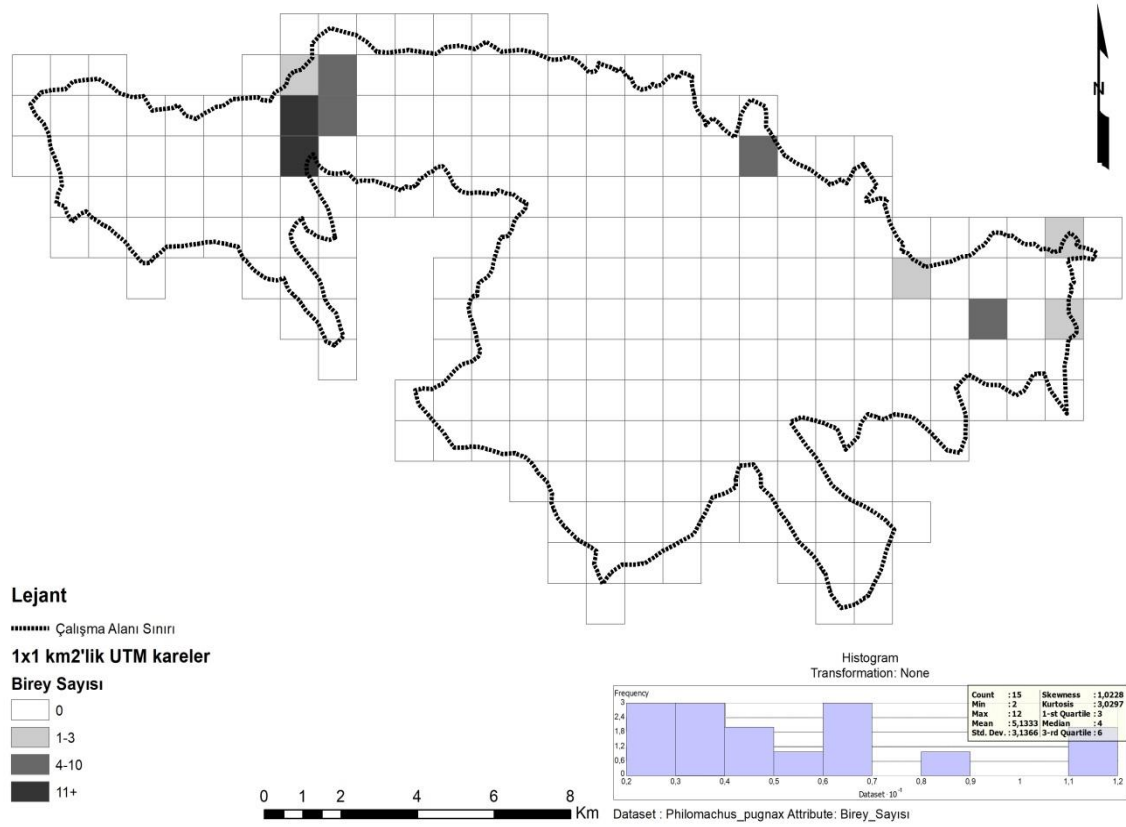 N
Lejant
Çalışma Alanı Sınırı
1x1 km2'lik UTM kareler
Birey Sayısı
0
1-3
4-10
11+
0 1 2 4 6 8 Km
Histogram
Transformation: None
Frequency
3
2,4
1,8
1,2
0,6
0
0,2 0,3 0,4 0,5 0,6 0,7 0,8 0,9 1 1,1 1,2
Count : 15 Skewness : 1,0228
Min : 2 Kurtosis : 3,0297
Max : 12 1-st Quartile : 3
Mean : 5,1333 Median : 4
Std. Dev. : 3,1366 3-rd Quartile : 6
Dataset : Philomachus_pugnax Attribute: Birey_Sayısı